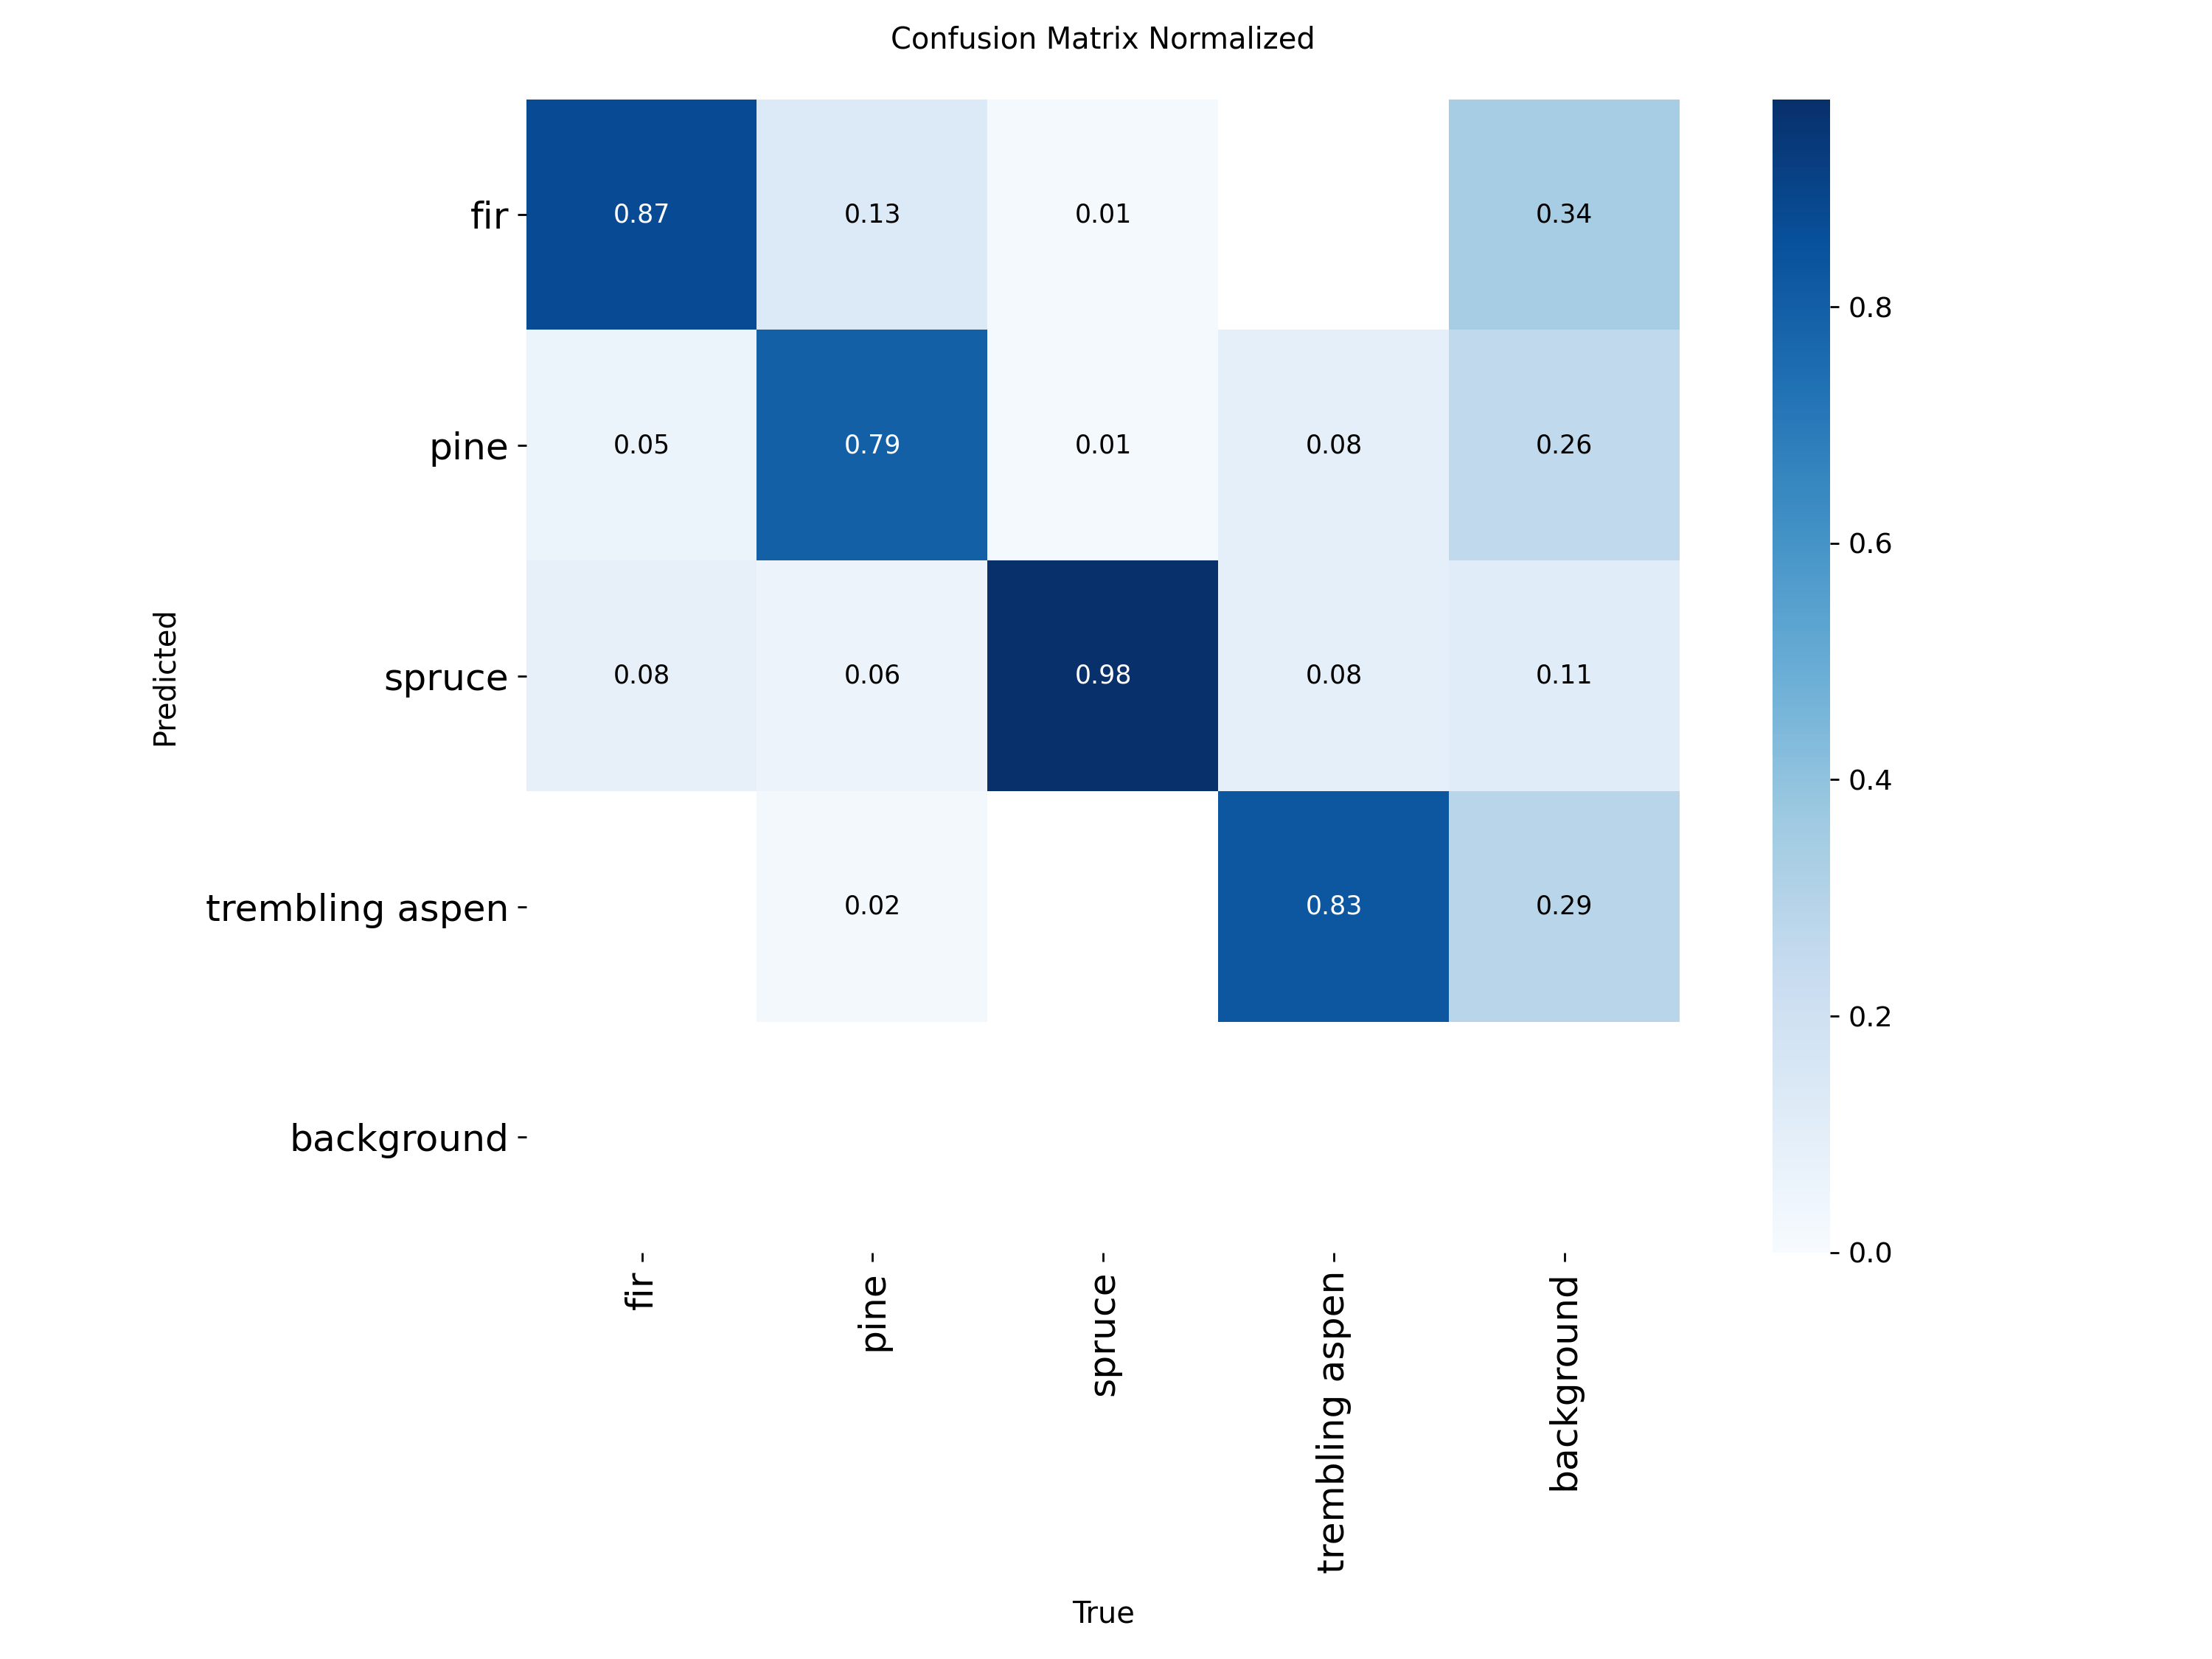 Confusion Matrix Normalized
fir
0.87
0.13
0.01
0.34
pine
0.05
0.79
0.01
0.08
0.26
spruce
0.08
0.06
0.98
0.08
0.11
trembling aspen
0.02
0.83
0.29
background
Predicted
fir
pine
spruce
trembling aspen
background
True
0.8
0.6
0.4
0.2
0.0